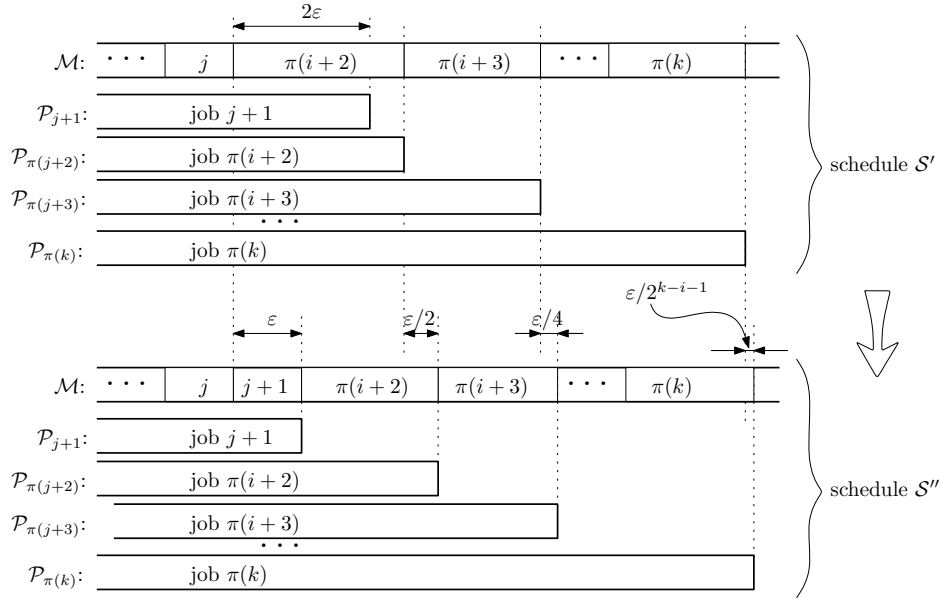 2ε
ℳ: · · · j π(i + 2) π(i + 3) · · · π(k)
𝒫_{j+1}: job j + 1
𝒫_{π(j+2)}: job π(i + 2)
𝒫_{π(j+3)}: job π(i + 3)
· · ·
𝒫_{π(k)}: job π(k)
schedule 𝒮′
ε ε/2 ε/4 ε/2^{k−i−1}
ℳ: · · · j j + 1 π(i + 2) π(i + 3) · · · π(k)
𝒫_{j+1}: job j + 1
𝒫_{π(j+2)}: job π(i + 2)
𝒫_{π(j+3)}: job π(i + 3)
· · ·
𝒫_{π(k)}: job π(k)
schedule 𝒮″